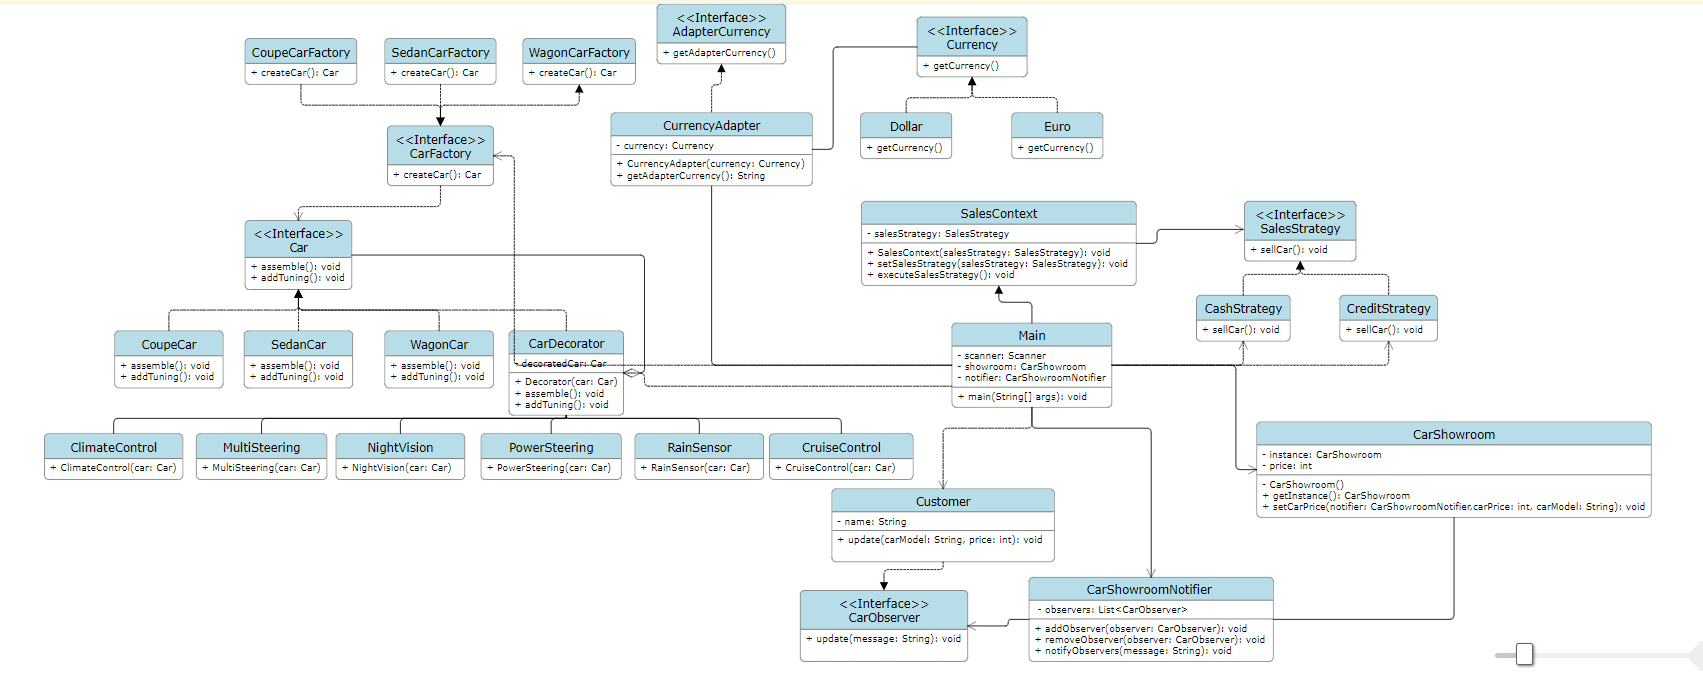 CoupeCarFactory
+ createCar(): Car
SedanCarFactory
+ createCar(): Car
WagonCarFactory
+ createCar(): Car
<<Interface>>
AdapterCurrency
+ getAdapterCurrency()
<<Interface>>
Currency
+ getCurrency()
<<Interface>>
CarFactory
+ createCar(): Car
CurrencyAdapter
- currency: Currency
+ CurrencyAdapter(currency: Currency)
+ getAdapterCurrency(): String
Dollar
+ getCurrency()
Euro
+ getCurrency()
<<Interface>>
Car
+ assemble(): void
+ addTuning(): void
SalesContext
- salesStrategy: SalesStrategy
+ SalesContext(salesStrategy: SalesStrategy): void
+ setSalesStrategy(salesStrategy: SalesStrategy): void
+ executeSalesStrategy(): void
<<Interface>>
SalesStrategy
+ sellCar(): void
CashStrategy
+ sellCar(): void
CreditStrategy
+ sellCar(): void
CoupeCar
+ assemble(): void
+ addTuning(): void
SedanCar
+ assemble(): void
+ addTuning(): void
WagonCar
+ assemble(): void
+ addTuning(): void
CarDecorator
- decoratedCar: Car
+ Decorator(car: Car)
+ assemble(): void
+ addTuning(): void
Main
- scanner: Scanner
- showroom: CarShowroom
- notifier: CarShowroomNotifier
+ main(String[] args): void
ClimateControl
+ ClimateControl(car: Car)
MultiSteering
+ MultiSteering(car: Car)
NightVision
+ NightVision(car: Car)
PowerSteering
+ PowerSteering(car: Car)
RainSensor
+ RainSensor(car: Car)
CruiseControl
+ CruiseControl(car: Car)
CarShowroom
- instance: CarShowroom
- price: int
- CarShowroom()
+ getInstance(): CarShowroom
+ setCarPrice(notifier: CarShowroomNotifier,carPrice: int, carModel: String): void
Customer
- name: String
+ update(carModel: String, price: int): void
<<Interface>>
CarObserver
+ update(message: String): void
CarShowroomNotifier
- observers: List<CarObserver>
+ addObserver(observer: CarObserver): void
+ removeObserver(observer: CarObserver): void
+ notifyObservers(message: String): void